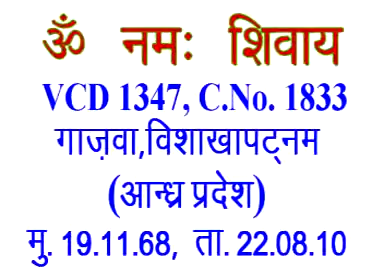 ॐ नमः शिवाय
VCD 1347, C.No. 1833
गाज़वा,विशाखापट्नम
(आन्ध्र प्रदेश)
मु. 19.11.68, ता. 22.08.10